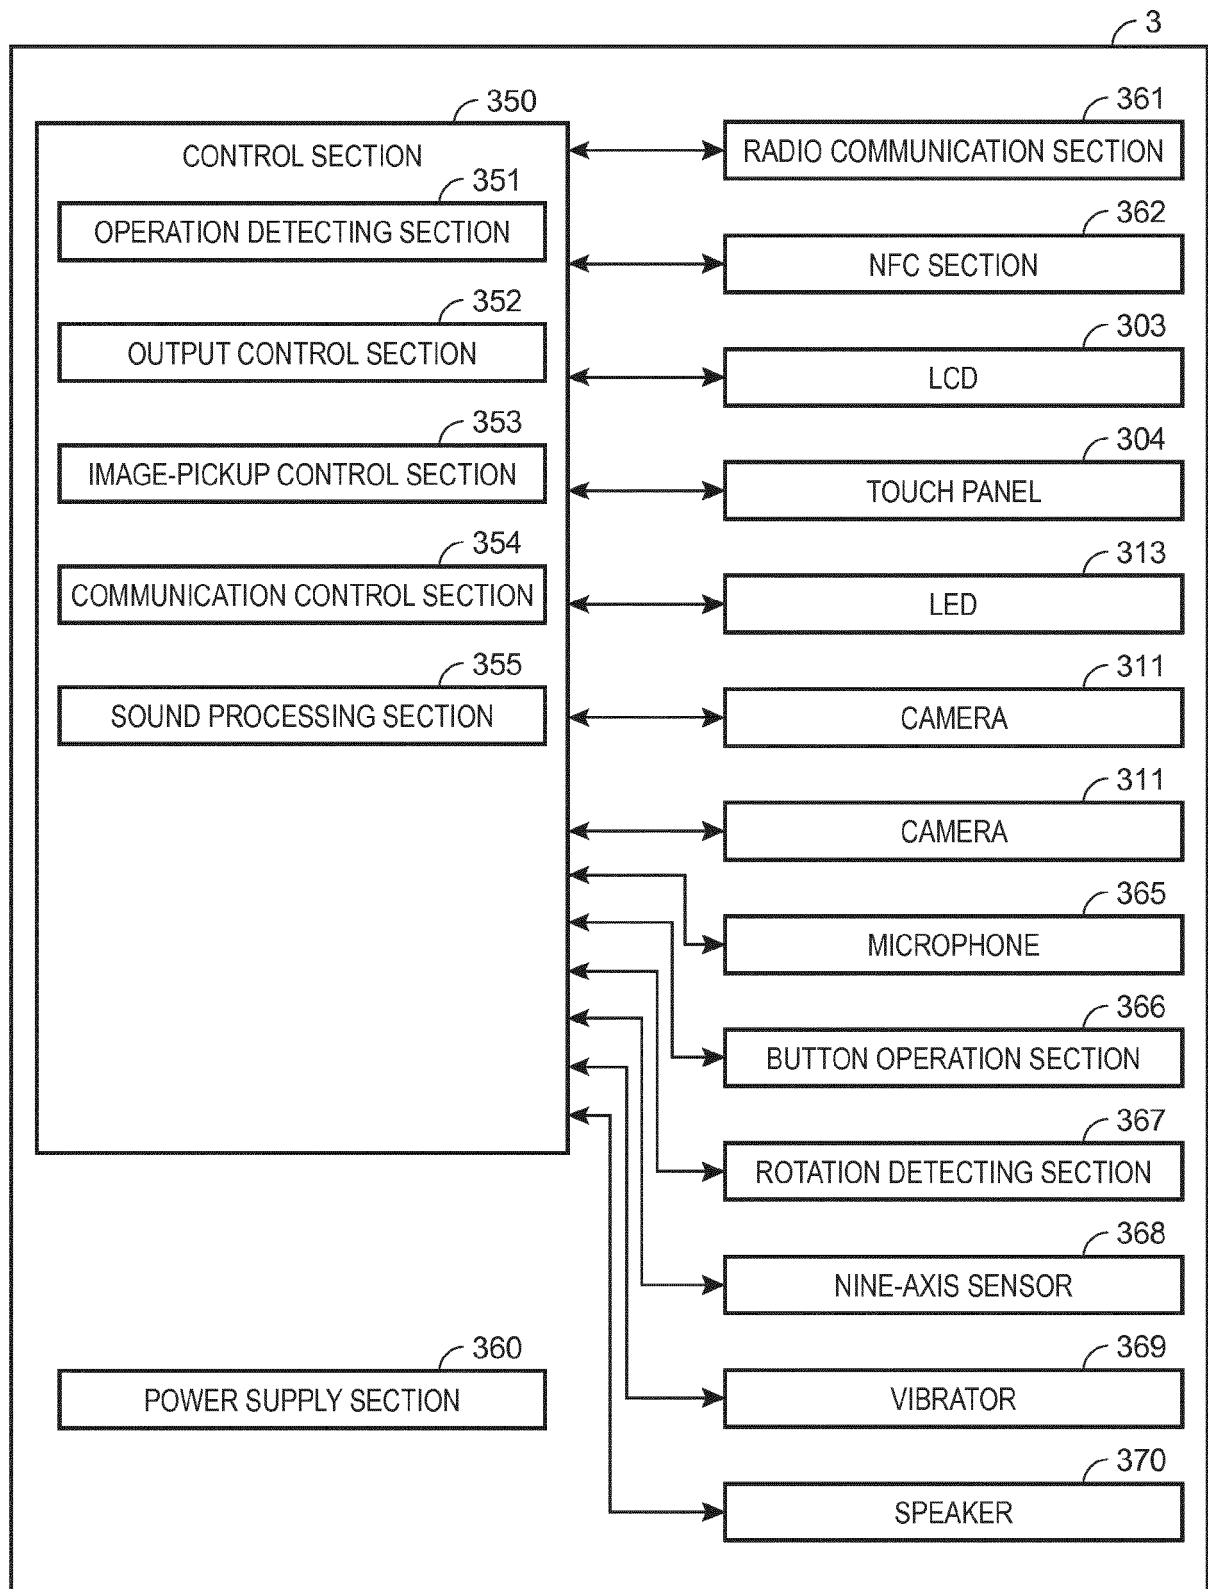 3
350
CONTROL SECTION
351
OPERATION DETECTING SECTION
352
OUTPUT CONTROL SECTION
353
IMAGE-PICKUP CONTROL SECTION
354
COMMUNICATION CONTROL SECTION
355
SOUND PROCESSING SECTION
360
POWER SUPPLY SECTION
361
RADIO COMMUNICATION SECTION
362
NFC SECTION
303
LCD
304
TOUCH PANEL
313
LED
311
CAMERA
311
CAMERA
365
MICROPHONE
366
BUTTON OPERATION SECTION
367
ROTATION DETECTING SECTION
368
NINE-AXIS SENSOR
369
VIBRATOR
370
SPEAKER